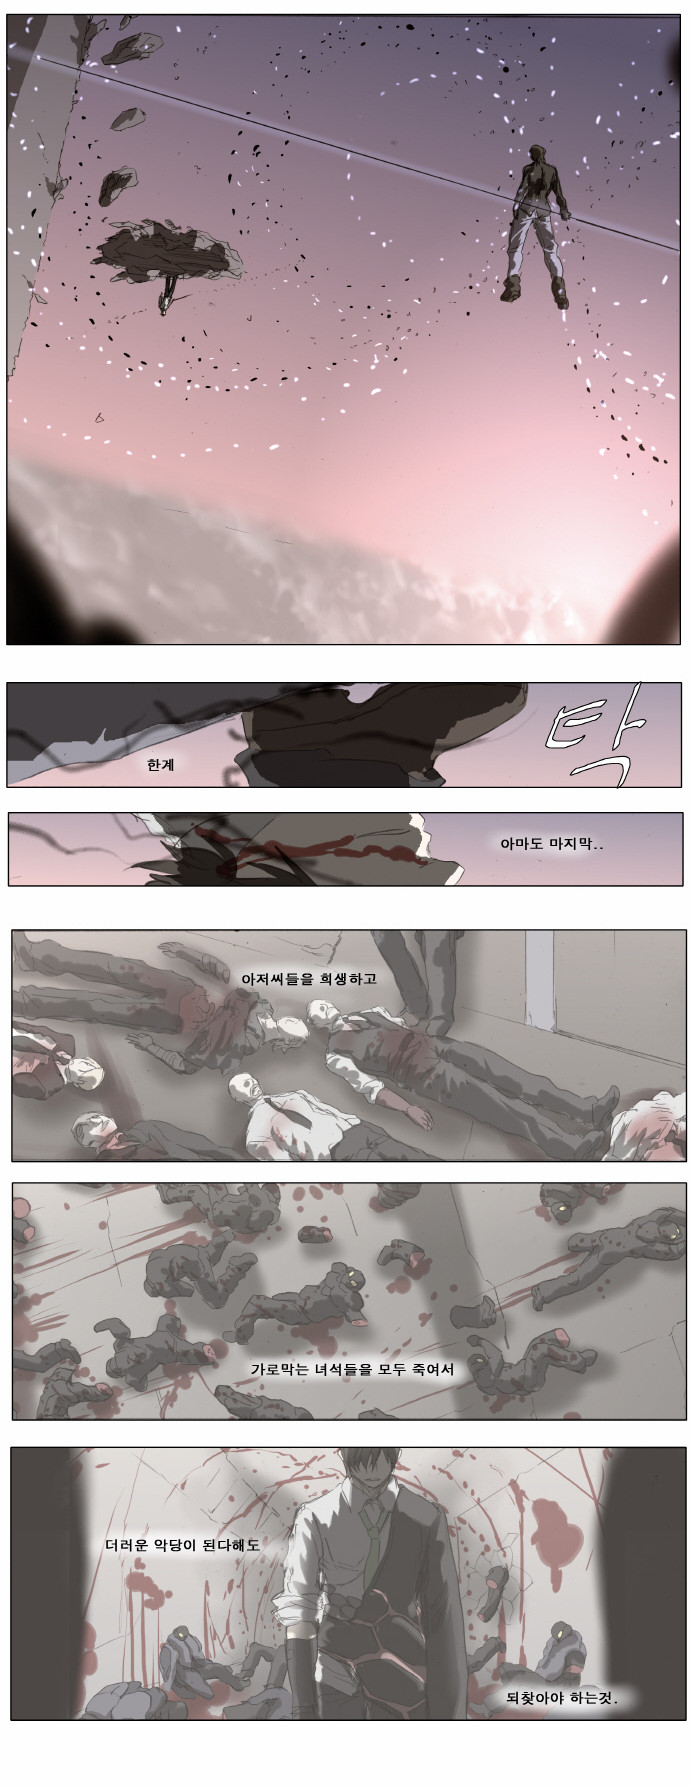 탁
한계
아마도 마지막..
아저씨들을 희생하고
가로막는 녀석들을 모두 죽여서
더러운 악당이 된다해도
되찾아야 하는것.